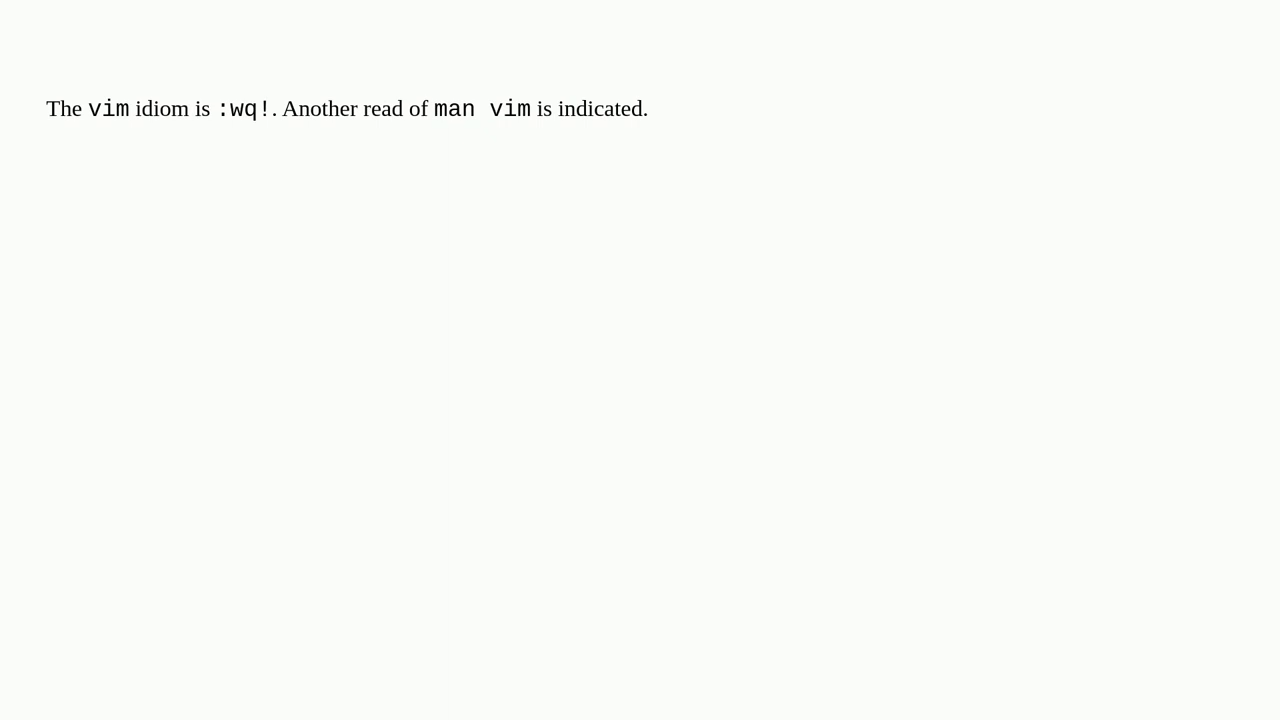 The vim idiom is :wq!. Another read of man vim is indicated.